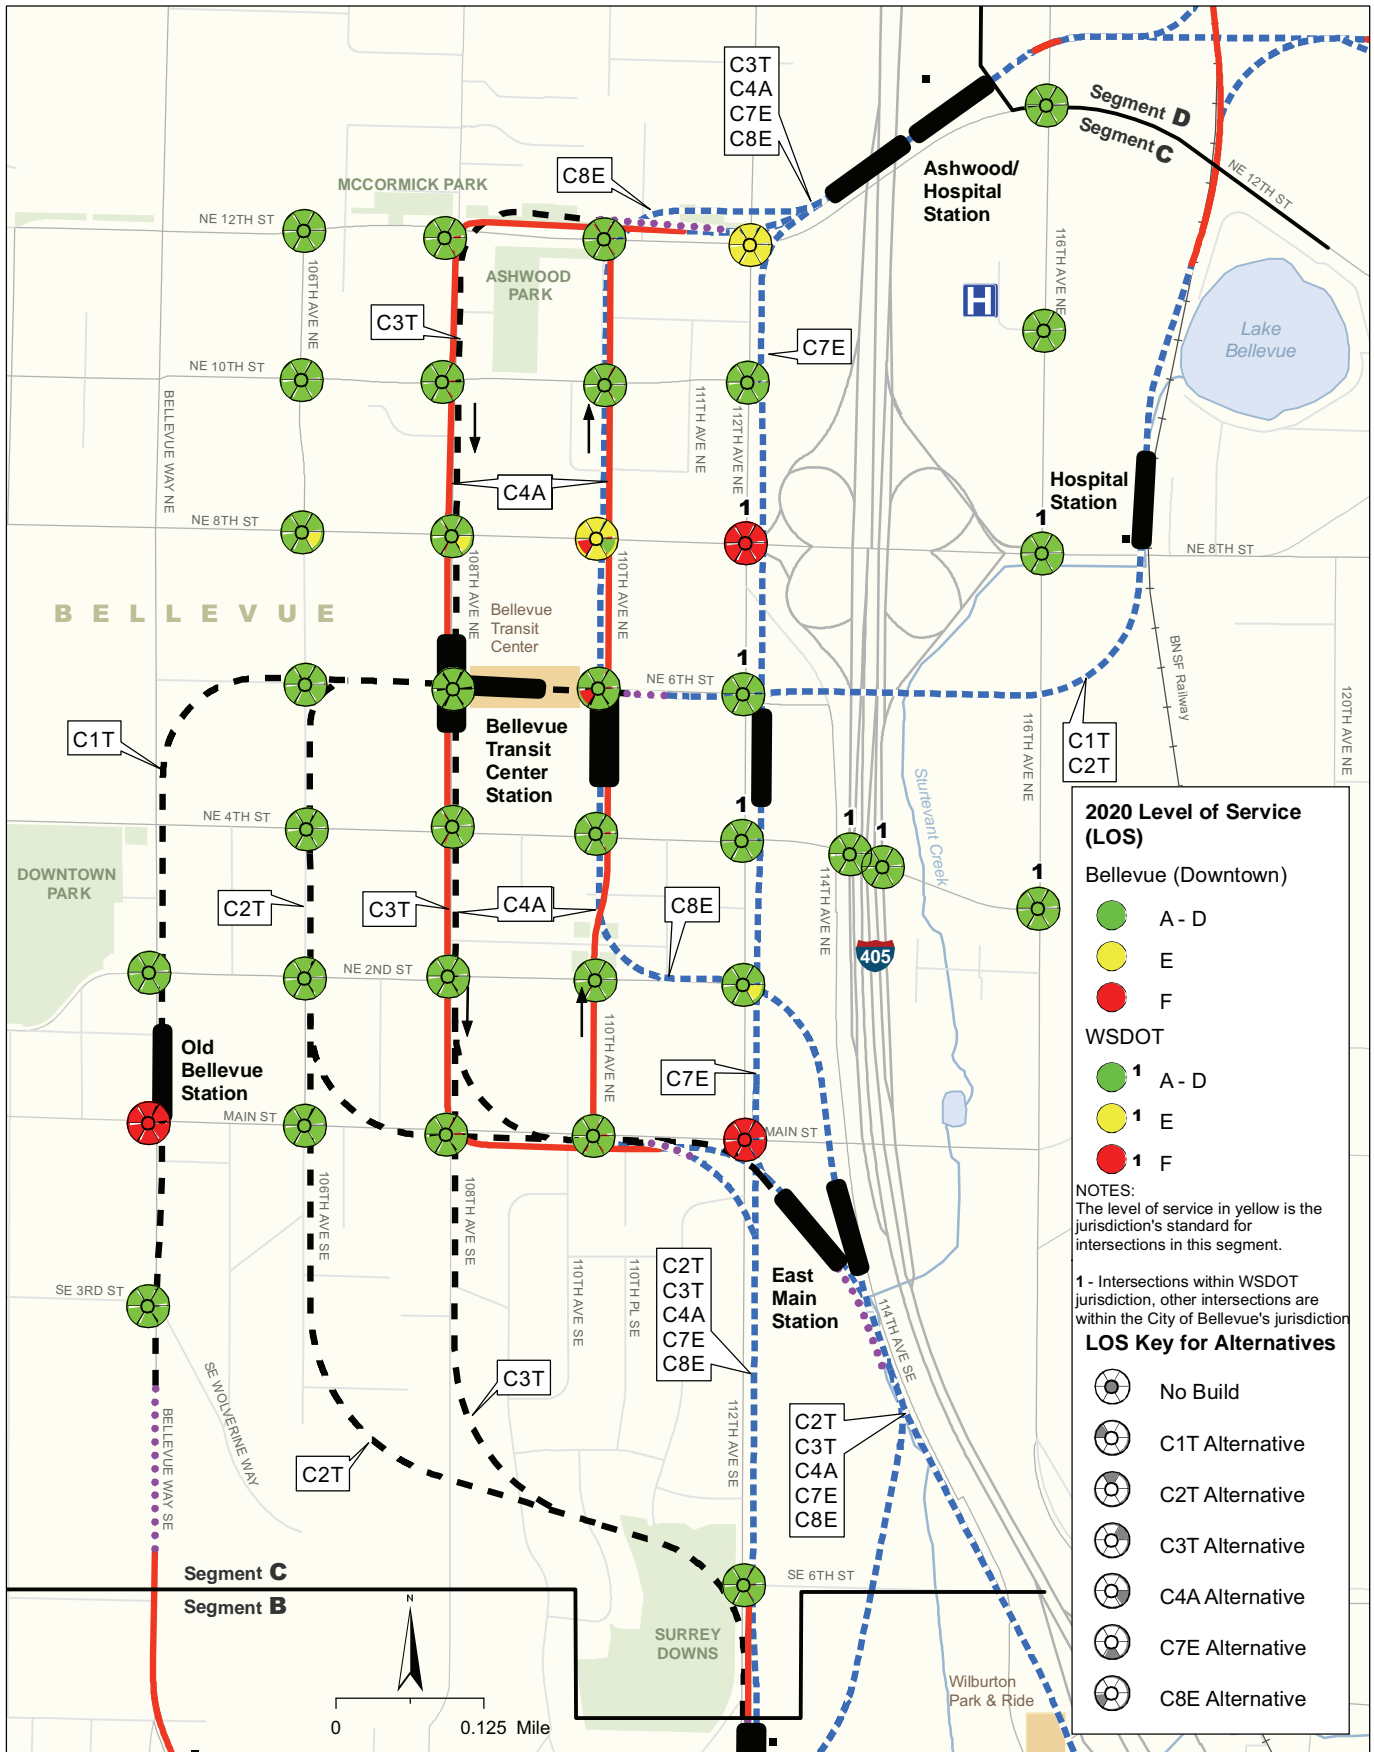 C3T
C4A
C7E
C8E
Segment D
Segment C
NE 12TH ST
C8E
MCCORMICK PARK
NE 12TH ST
Ashwood/
Hospital
Station
106TH AVE NE
ASHWOOD
PARK
116TH AVE NE
H
C3T
C7E
Lake
Bellevue
NE 10TH ST
BELLEVUE WAY NE
111TH AVE NE
112TH AVE NE
C4A
Hospital
Station
1
1
NE 8TH ST
NE 8TH ST
108TH AVE NE
110TH AVE NE
BELLEVUE
Bellevue
Transit
Center
1
NE 6TH ST
BN SF Railway
120TH AVE NE
116TH AVE NE
C1T
C1T
C2T
Bellevue
Transit
Center
Station
Sturtevant Creek
NE 4TH ST
1
1
1
1
DOWNTOWN
PARK
114TH AVE NE
C2T
C3T
C4A
C8E
405
NE 2ND ST
110TH AVE NE
Old
Bellevue
Station
C7E
MAIN ST
MAIN ST
106TH AVE SE
108TH AVE SE
110TH AVE SE
110TH PL SE
C2T
C3T
C4A
C7E
C8E
East
Main
Station
SE 3RD ST
114TH AVE SE
SE WOLVERINE WAY
C3T
112TH AVE SE
BELLEVUE WAY SE
C2T
C2T
C3T
C4A
C7E
C8E
Segment C
Segment B
SE 6TH ST
N
SURREY
DOWNS
Wilburton
Park & Ride
0 0.125 Mile
2020 Level of Service
(LOS)
Bellevue (Downtown)
A - D
E
F
WSDOT
1 A - D
1 E
1 F
NOTES:
The level of service in yellow is the
jurisdiction's standard for
intersections in this segment.
1 - Intersections within WSDOT
jurisdiction, other intersections are
within the City of Bellevue's jurisdiction
LOS Key for Alternatives
No Build
C1T Alternative
C2T Alternative
C3T Alternative
C4A Alternative
C7E Alternative
C8E Alternative